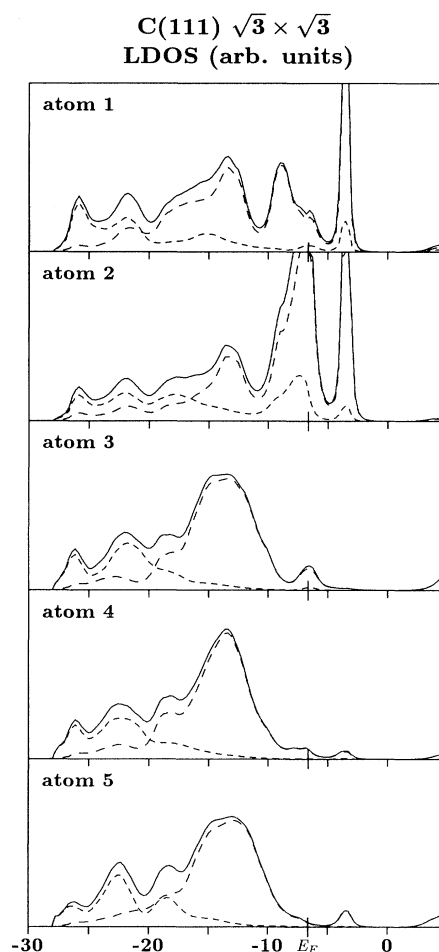 C(111) √3 × √3
LDOS (arb. units)
atom 1
atom 2
atom 3
atom 4
atom 5
-30 -20 -10 E_F 0